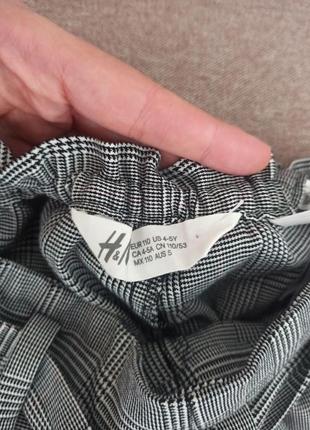 H&M
EUR 110 US 4-5Y
CA 4-5A CN 110/53
MX 110 AUS 5